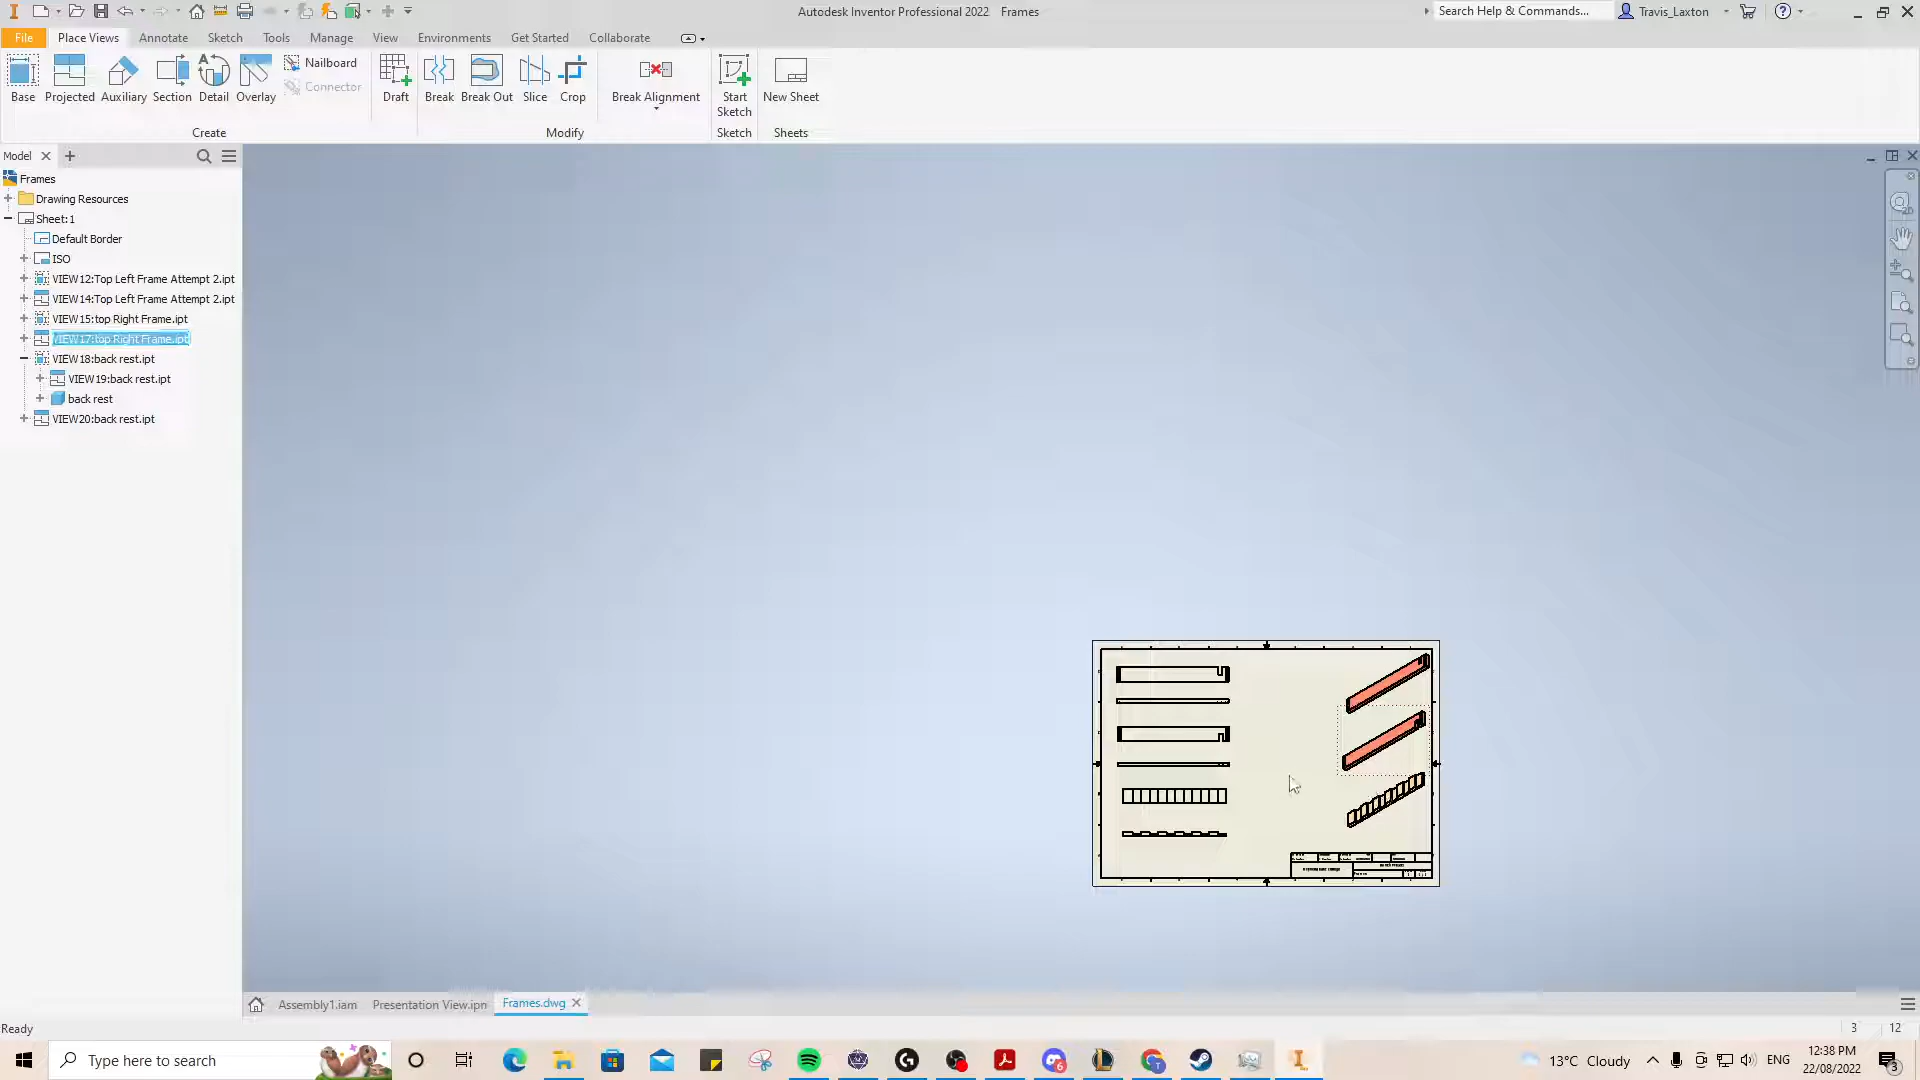 Autodesk Inventor Professional 2022 Frames
Search Help & Commands...
Travis_Laxton
File
Place Views
Annotate
Sketch
Tools
Manage
View
Environments
Get Started
Collaborate
Base
Projected
Auxiliary
Section
Detail
Overlay
Nailboard
Connector
Draft
Break
Break Out
Slice
Crop
Break Alignment
Start
Sketch
New Sheet
Create
Modify
Sketch
Sheets
Model
Frames
Drawing Resources
Sheet:1
Default Border
ISO
VIEW12:Top Left Frame Attempt 2.ipt
VIEW14:Top Left Frame Attempt 2.ipt
VIEW15:top Right Frame.ipt
VIEW17:top Right Frame.ipt
VIEW18:back rest.ipt
VIEW19:back rest.ipt
back rest
VIEW20:back rest.ipt
Assembly1.iam
Presentation View.ipn
Frames.dwg
Ready
3
12
Type here to search
13°C Cloudy
ENG
12:38 PM
22/08/2022